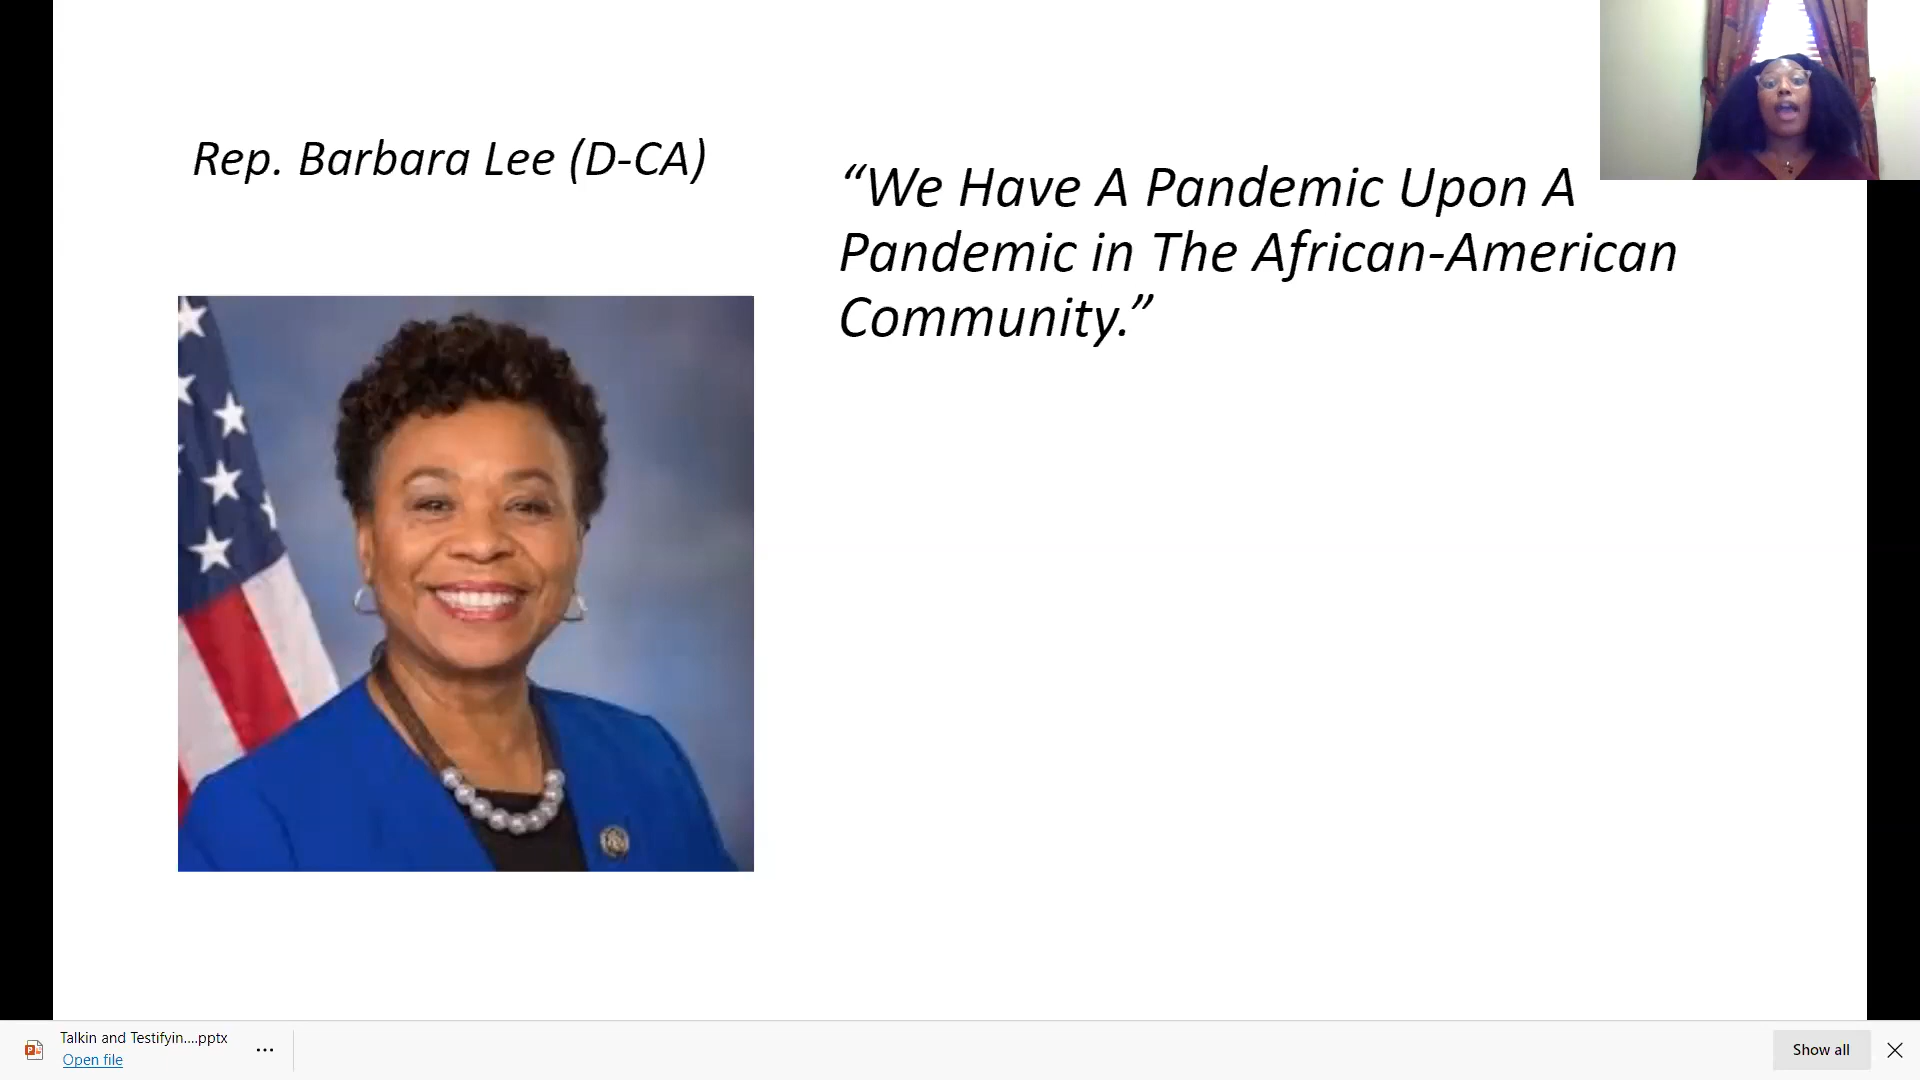 Rep. Barbara Lee (D-CA)
“We Have A Pandemic Upon A
Pandemic in The African-American
Community.”
Talkin and Testifyin....pptx
Open file
Show all